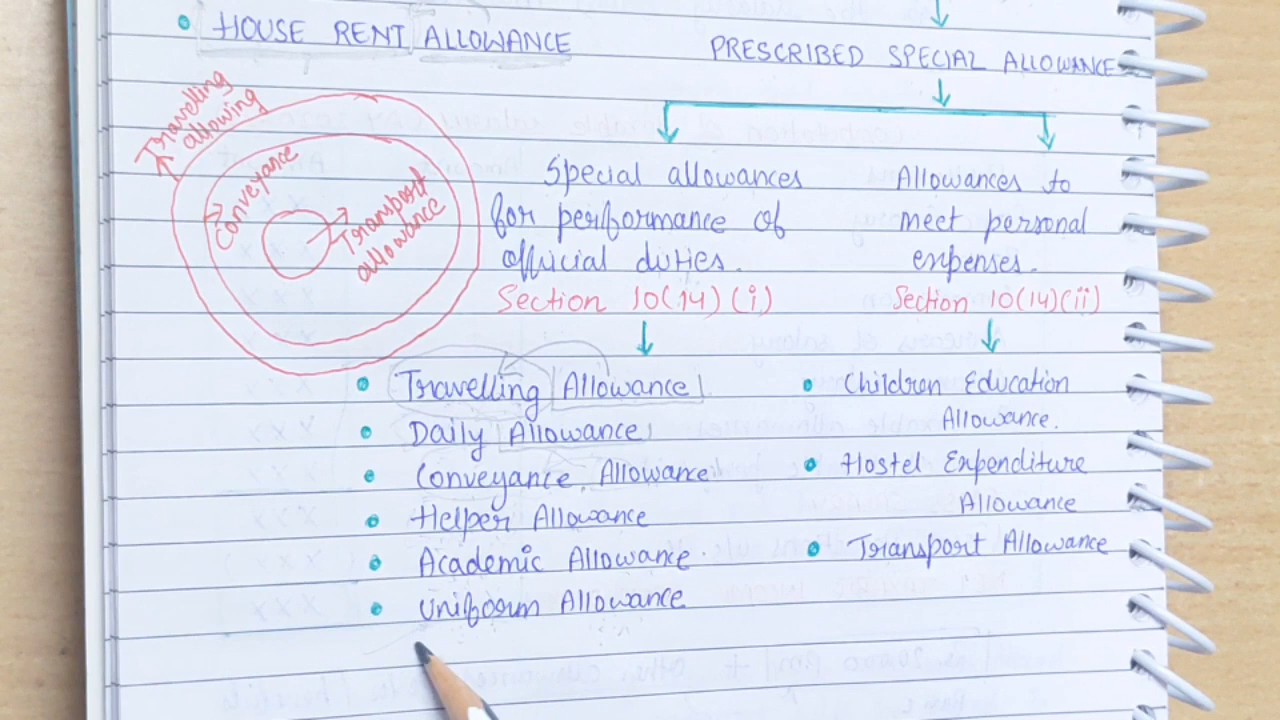 • HOUSE RENT ALLOWANCE
PRESCRIBED SPECIAL ALLOWANCE
Travelling
allowing
Conveyance
Transport
allowance
Special allowances
for performance of
official duties.
Section 10(14)(i)
Allowances to
meet personal
expenses.
Section 10(14)(ii)
• Travelling Allowance
• Daily Allowance
• Conveyance Allowance
• Helper Allowance
• Academic Allowance
• Uniform Allowance
• Children Education
Allowance.
• Hostel Expenditure
Allowance
• Transport Allowance